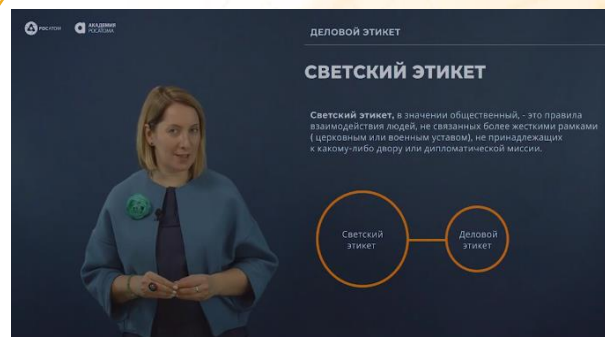 РОСАТОМ
АКАДЕМИЯ
РОСАТОМА
ДЕЛОВОЙ ЭТИКЕТ
СВЕТСКИЙ ЭТИКЕТ
Светский этикет, в значении общественный, - это правила
взаимодействия людей, не связанных более жесткими рамками
( церковным или военным уставом), не принадлежащих
к какому-либо двору или дипломатической миссии.
Светский
этикет
Деловой
этикет